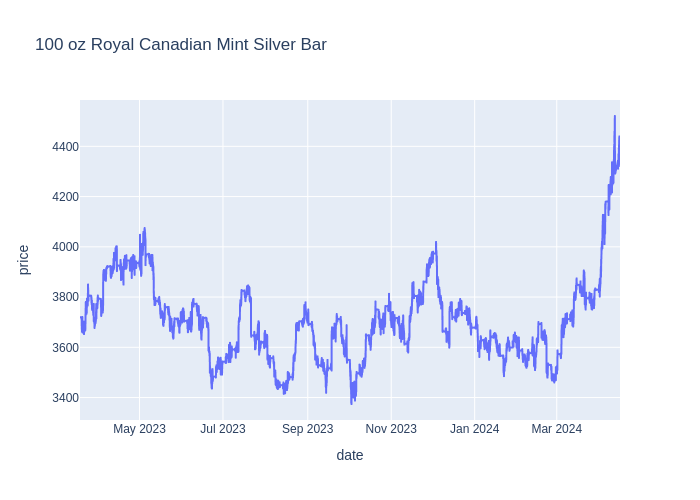 100 oz Royal Canadian Mint Silver Bar
4400
4200
4000
3800
3600
3400
price
May 2023
Jul 2023
Sep 2023
Nov 2023
Jan 2024
Mar 2024
date